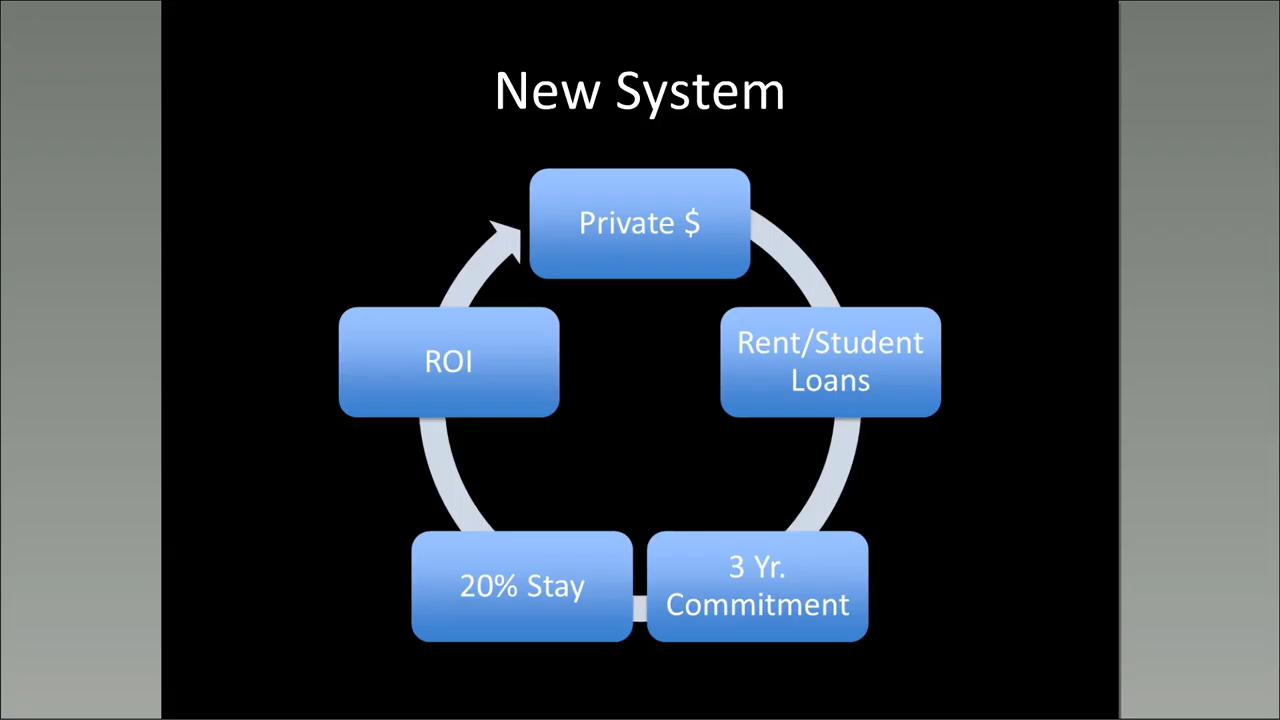 New System
Private $
Rent/Student
Loans
3 Yr.
Commitment
20% Stay
ROI